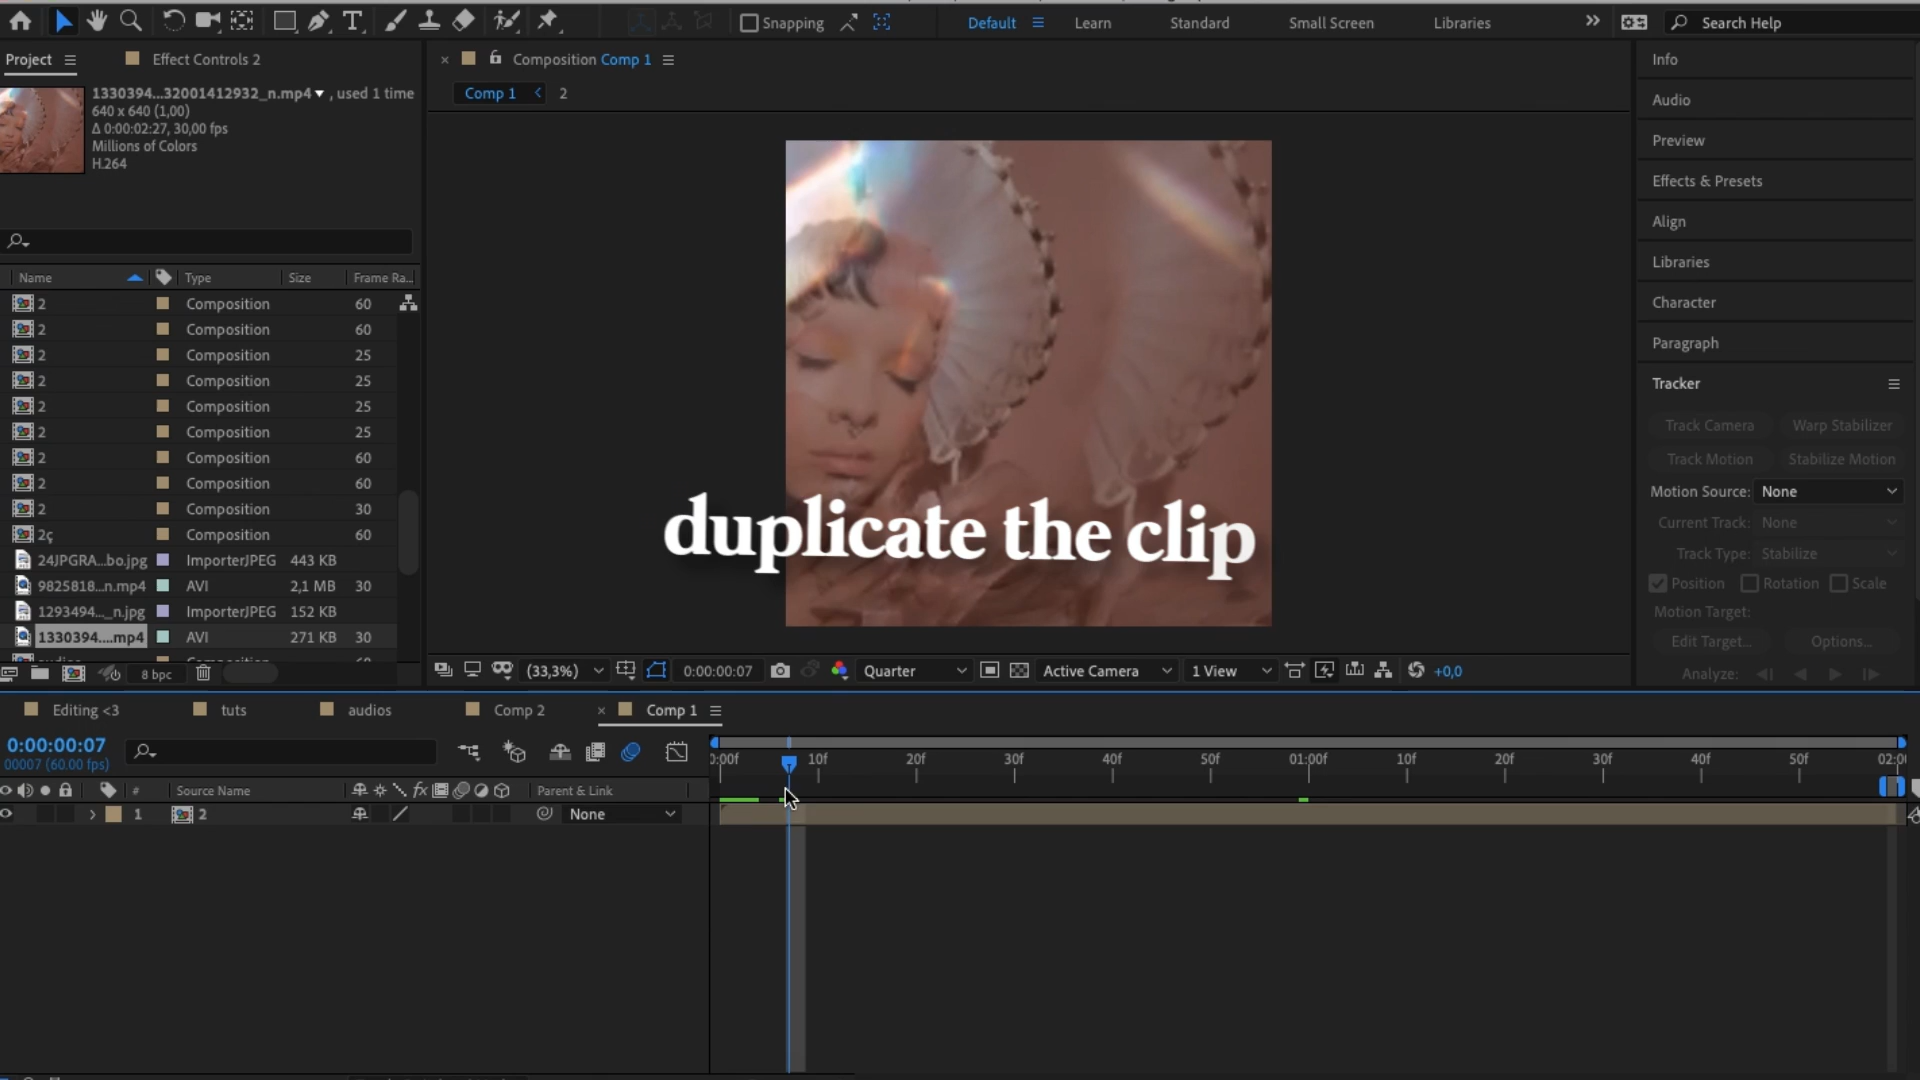 Snapping
Default
Learn
Standard
Small Screen
Libraries
Search Help
Project
Effect Controls 2
1330394...32001412932_n.mp4 , used 1 time
640 x 640 (1,00)
Δ 0:00:02:27, 30,00 fps
Millions of Colors
H.264
Composition Comp 1
Comp 1
2
Name Type Size Frame Ra...
2 Composition 60
2 Composition 60
2 Composition 25
2 Composition 25
2 Composition 25
2 Composition 25
2 Composition 60
2 Composition 60
2 Composition 30
2ç Composition 60
24JPGRA...bo.jpg ImporterJPEG 443 KB
9825818...n.mp4 AVI 2,1 MB 30
1293494..._n.jpg ImporterJPEG 152 KB
1330394....mp4 AVI 271 KB 30
8 bpc
duplicate the clip
(33,3%)
0:00:00:07
Quarter
Active Camera
1 View
+0,0
Info
Audio
Preview
Effects & Presets
Align
Libraries
Character
Paragraph
Tracker
Track Camera
Warp Stabilizer
Track Motion
Stabilize Motion
Motion Source: None
Current Track: None
Track Type: Stabilize
Position Rotation Scale
Motion Target:
Edit Target...
Options...
Analyze:
Editing <3
tuts
audios
Comp 2
Comp 1
0:00:00:07
00007 (60.00 fps)
# Source Name
fx
Parent & Link
1 2
None
0:00f 10f 20f 30f 40f 50f 01:00f 10f 20f 30f 40f 50f 02:0